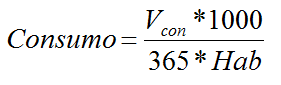 Consumo = V_con * 1000 / 365 * Hab